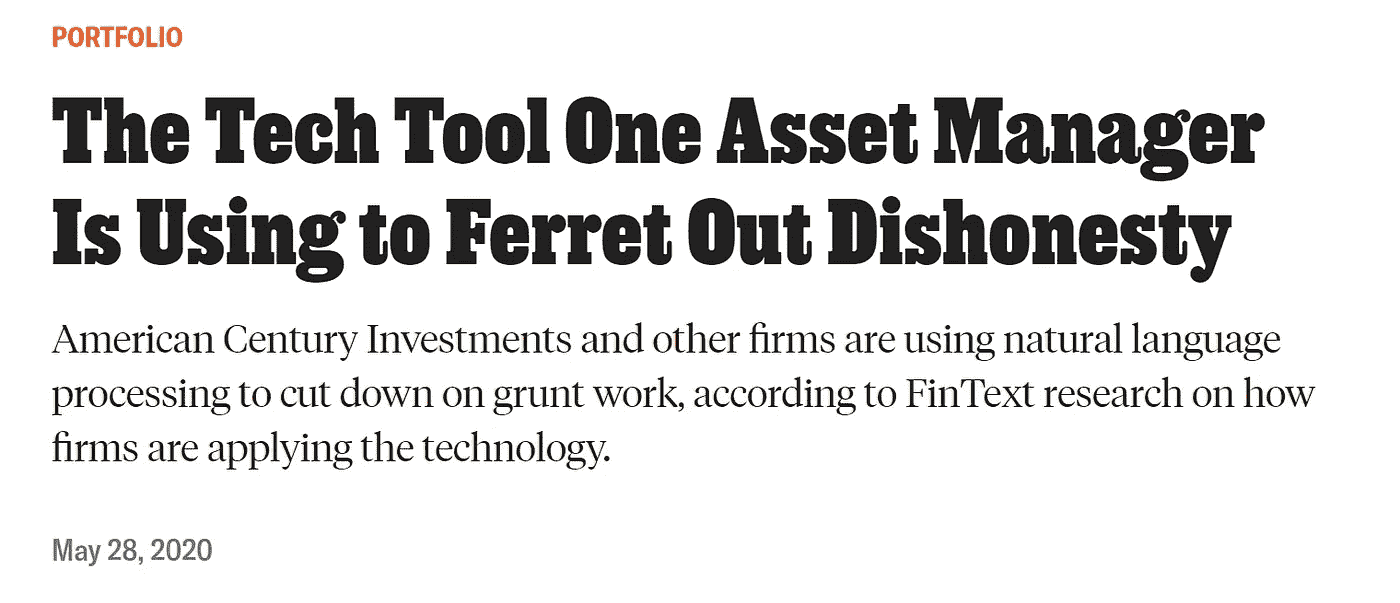 PORTFOLIO
The Tech Tool One Asset Manager
Is Using to Ferret Out Dishonesty
American Century Investments and other firms are using natural language
processing to cut down on grunt work, according to FinText research on how
firms are applying the technology.
May 28, 2020